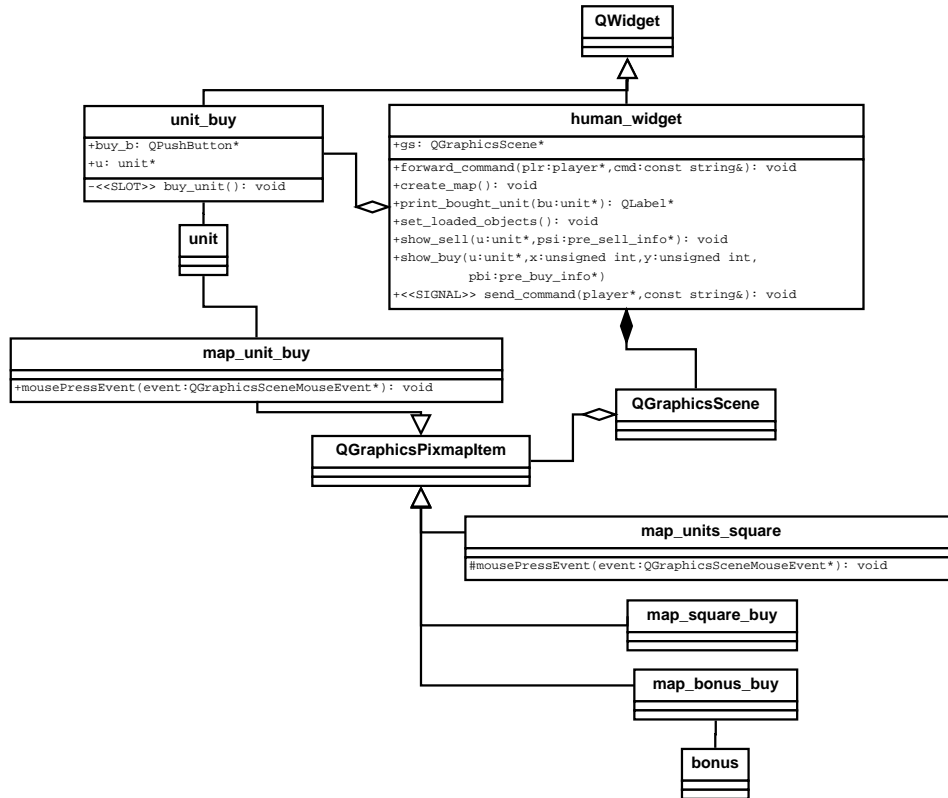 QWidget
unit_buy
+buy_b: QPushButton*
+u: unit*
-<<SLOT>> buy_unit(): void
human_widget
+gs: QGraphicsScene*
+forward_command(plr:player*,cmd:const string&): void
+create_map(): void
+print_bought_unit(bu:unit*): QLabel*
+set_loaded_objects(): void
+show_sell(u:unit*,psi:pre_sell_info*): void
+show_buy(u:unit*,x:unsigned int,y:unsigned int,
pbi:pre_buy_info*)
+<<SIGNAL>> send_command(player*,const string&): void
unit
map_unit_buy
+mousePressEvent(event:QGraphicsSceneMouseEvent*): void
QGraphicsScene
QGraphicsPixmapItem
map_units_square
#mousePressEvent(event:QGraphicsSceneMouseEvent*): void
map_square_buy
map_bonus_buy
bonus